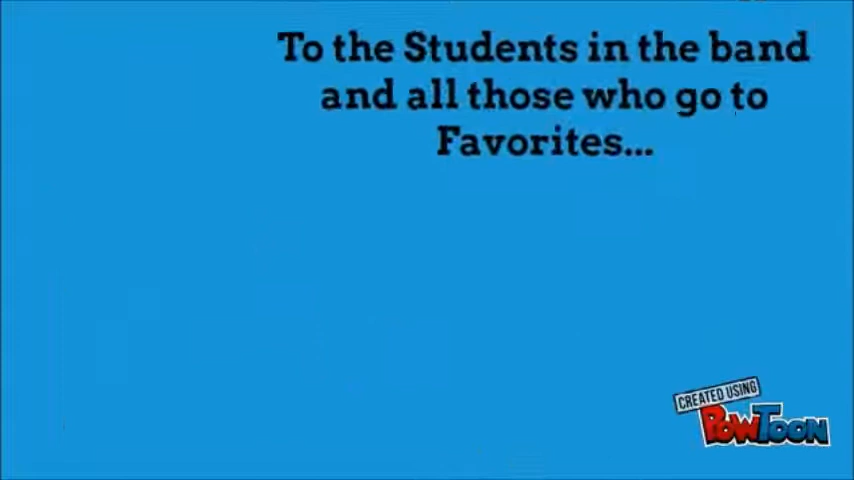 To the Students in the band
and all those who go to
Favorites...
CREATED USING
POWTOON